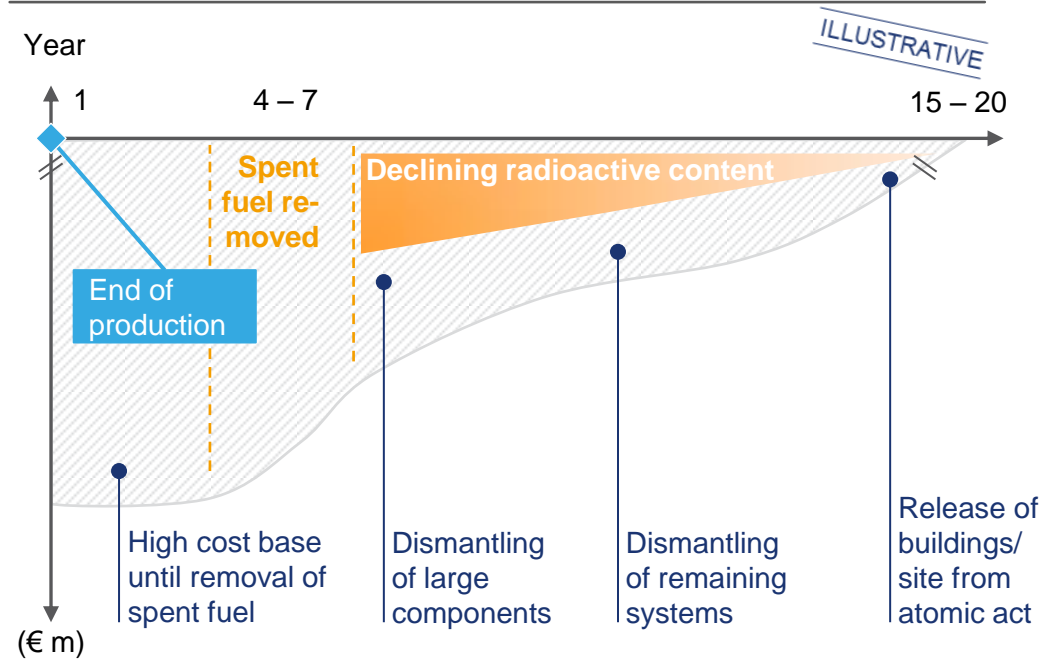 ILLUSTRATIVE
Year
1
4 – 7
15 – 20
Spent
fuel re-
moved
Declining radioactive content
End of
production
High cost base
until removal of
spent fuel
Dismantling
of large
components
Dismantling
of remaining
systems
Release of
buildings/
site from
atomic act
(€ m)